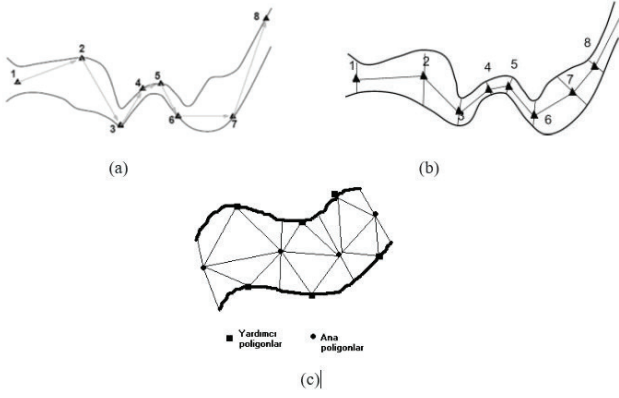 1 2 3 4 5 6 7 8
(a)
1 2 3 4 5 6 7 8
(b)
Yardımcı poligonlar
Ana poligonlar
(c)